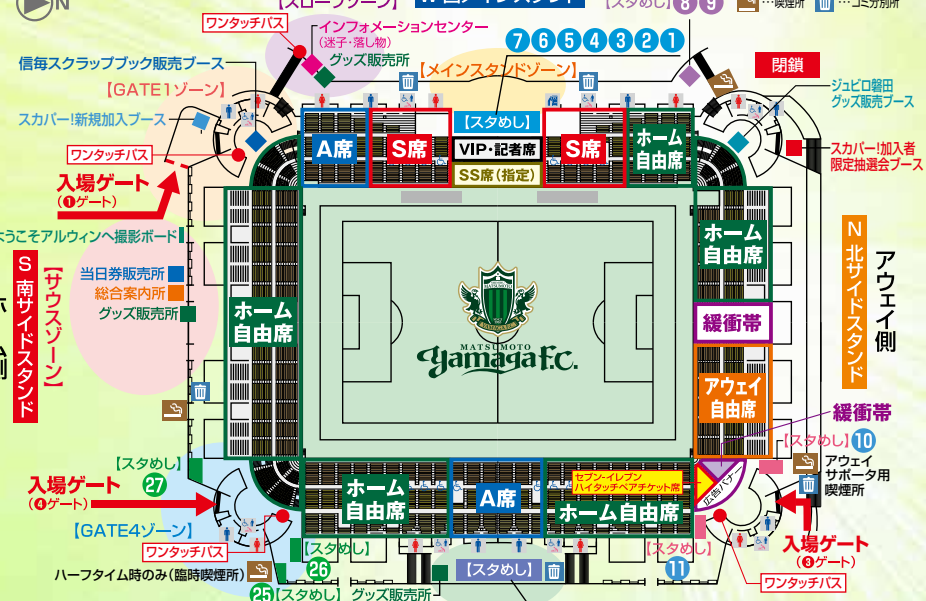 N
【スロープゾーン】
【スタめし】8 9
…喫煙所
…ゴミ分別所
ワンタッチパス
インフォメーションセンター
(迷子・落し物)
グッズ販売所
7 6 5 4 3 2 1
【メインスタンドゾーン】
閉鎖
信毎スクラップブック販売ブース
【GATE1ゾーン】
スカパー!新規加入ブース
ワンタッチパス
入場ゲート
(❶ゲート)
ジュビロ磐田
グッズ販売ブース
スカパー!加入者
限定抽選会ブース
A席
S席
【スタめし】
VIP・記者席
SS席(指定)
S席
ホーム
自由席
ようこそアルウィンへ撮影ボード
【サウスゾーン】
S 南サイドスタンド
当日券販売所
総合案内所
グッズ販売所
ホーム
自由席
MATSUMOTO
yamaga F.C.
ホーム
自由席
緩衝帯
アウェイ
自由席
N 北サイドスタンド
アウェイ側
緩衝帯
【スタめし】10
アウェイ
サポータ用
喫煙所
【スタめし】
27
入場ゲート
(❹ゲート)
【GATE4ゾーン】
ワンタッチパス
ハーフタイム時のみ(臨時喫煙所)
【スタめし】
26
25【スタめし】
グッズ販売所
ホーム
自由席
A席
セブン-イレブン
ハイタッチペアチケット席
ホーム自由席
広告バナー
【スタめし】
【スタめし】
11
入場ゲート
(❸ゲート)
ワンタッチパス